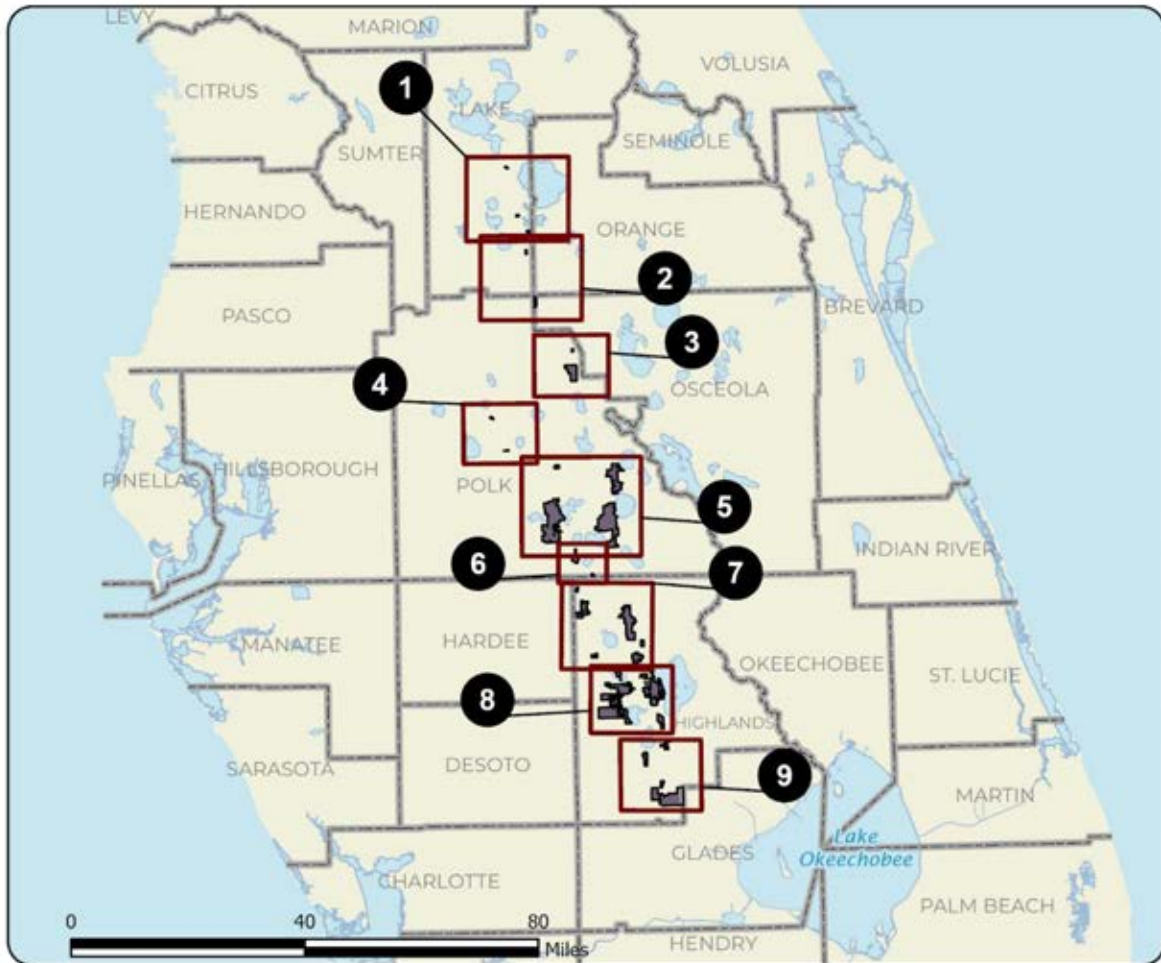 LEVY
MARION
VOLUSIA
CITRUS
1
LAKE
SEMINOLE
SUMTER
HERNANDO
ORANGE
2
BREVARD
PASCO
3
4
OSCEOLA
HILLSBOROUGH
PINELLAS
POLK
5
INDIAN RIVER
6
7
HARDEE
MANATEE
OKEECHOBEE
ST. LUCIE
8
HIGHLANDS
DESOTO
SARASOTA
9
MARTIN
Lake
Okeechobee
GLADES
CHARLOTTE
PALM BEACH
0 40 80
Miles
HENDRY